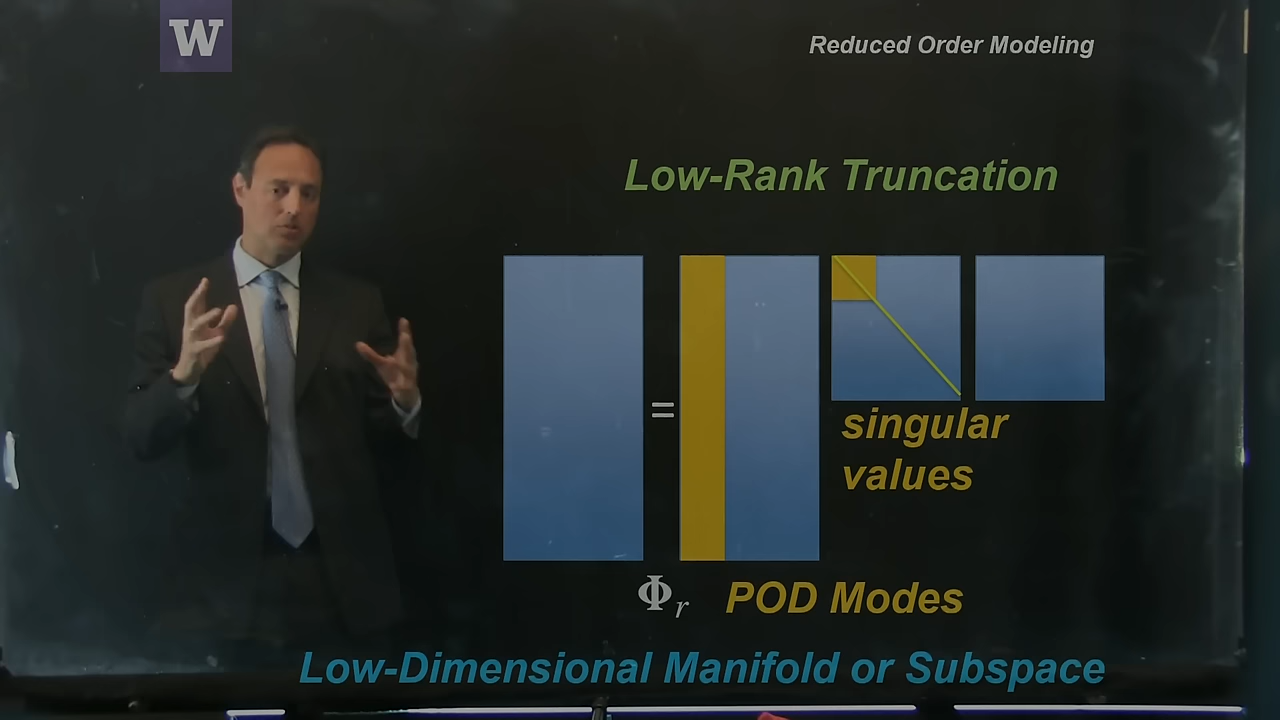 W
Reduced Order Modeling
Low-Rank Truncation
=
singular
values
Φr POD Modes
Low-Dimensional Manifold or Subspace